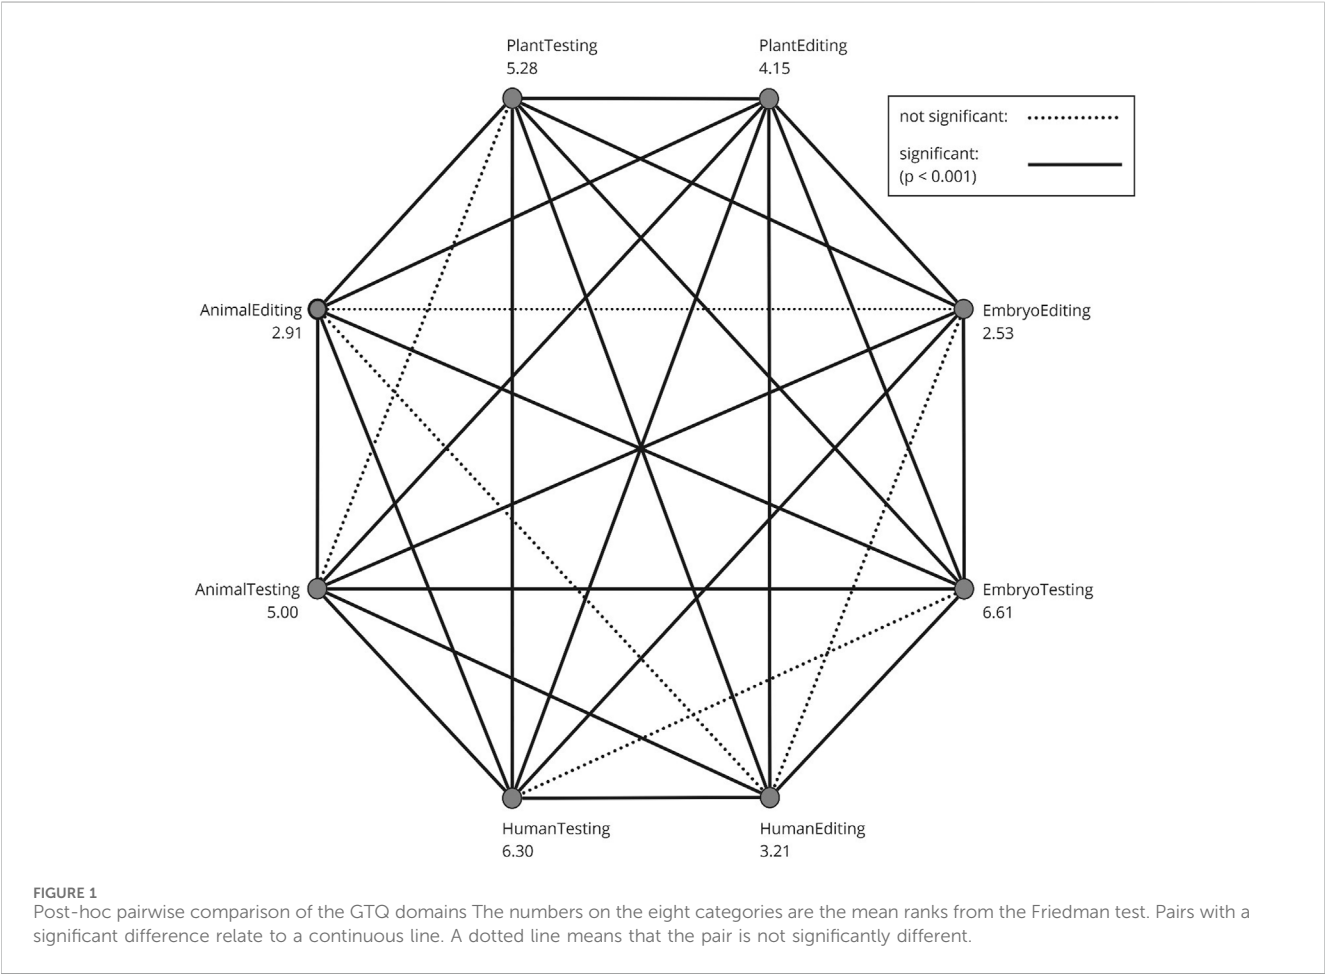 PlantTesting
5.28
PlantEditing
4.15
not significant:
significant:
(p < 0.001)
AnimalEditing
2.91
EmbryoEditing
2.53
AnimalTesting
5.00
EmbryoTesting
6.61
HumanTesting
6.30
HumanEditing
3.21
FIGURE 1
Post-hoc pairwise comparison of the GTQ domains The numbers on the eight categories are the mean ranks from the Friedman test. Pairs with a
significant difference relate to a continuous line. A dotted line means that the pair is not significantly different.